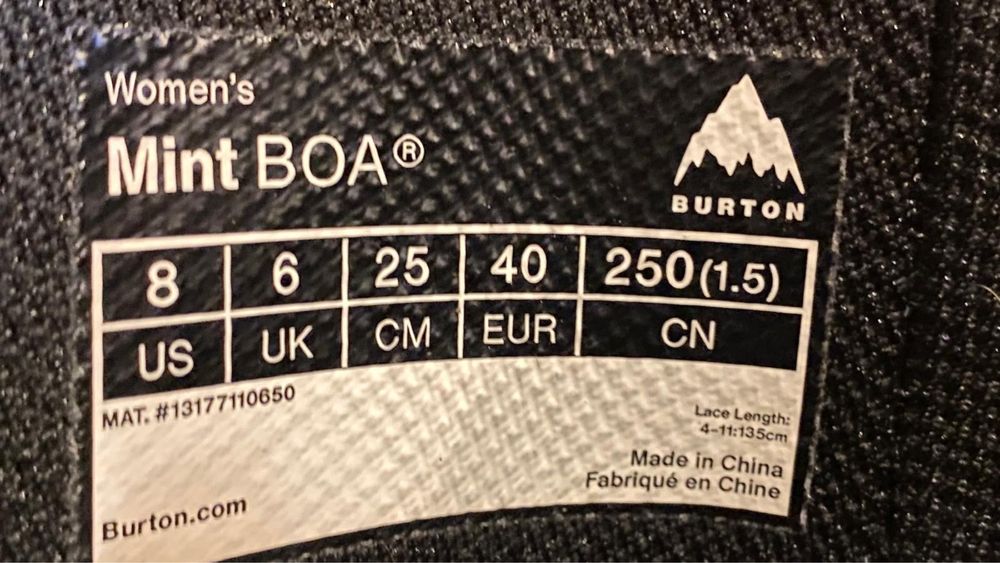 Women's
Mint BOA®
BURTON
8 6 25 40 250(1.5)
US UK CM EUR CN
MAT. #13177110650
Lace Length:
4-11:135cm
Made in China
Fabriqué en Chine
Burton.com